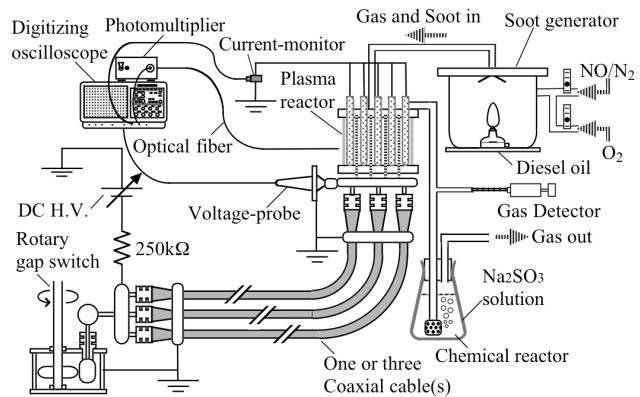 Gas and Soot in
Soot generator
Digitizing
oscilloscope
Photomultiplier
Current-monitor
Plasma
reactor
NO/N2
O2
Optical fiber
Diesel oil
DC H.V.
Voltage-probe
Gas Detector
Gas out
Rotary
gap switch
250kΩ
Na2SO3
solution
Chemical reactor
One or three
Coaxial cable(s)